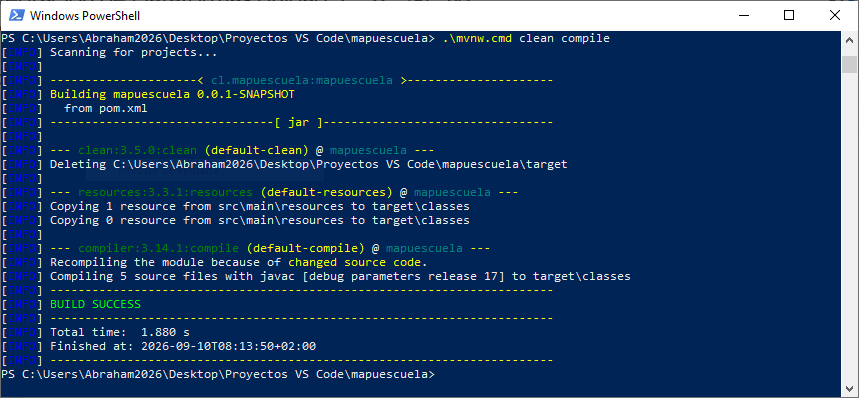 Windows PowerShell
PS C:\Users\Abraham2026\Desktop\Proyectos VS Code\mapuescuela> .\mvnw.cmd clean compile
[INFO] Scanning for projects...
[INFO]
[INFO] ---------------------< cl.mapuescuela:mapuescuela >---------------------
[INFO] Building mapuescuela 0.0.1-SNAPSHOT
[INFO]   from pom.xml
[INFO] --------------------------------[ jar ]---------------------------------
[INFO]
[INFO] --- clean:3.5.0:clean (default-clean) @ mapuescuela ---
[INFO] Deleting C:\Users\Abraham2026\Desktop\Proyectos VS Code\mapuescuela\target
[INFO]
[INFO] --- resources:3.3.1:resources (default-resources) @ mapuescuela ---
[INFO] Copying 1 resource from src\main\resources to target\classes
[INFO] Copying 0 resource from src\main\resources to target\classes
[INFO]
[INFO] --- compiler:3.14.1:compile (default-compile) @ mapuescuela ---
[INFO] Recompiling the module because of changed source code.
[INFO] Compiling 5 source files with javac [debug parameters release 17] to target\classes
[INFO] ------------------------------------------------------------------------
[INFO] BUILD SUCCESS
[INFO] ------------------------------------------------------------------------
[INFO] Total time:  1.880 s
[INFO] Finished at: 2026-09-10T08:13:50+02:00
[INFO] ------------------------------------------------------------------------
PS C:\Users\Abraham2026\Desktop\Proyectos VS Code\mapuescuela>